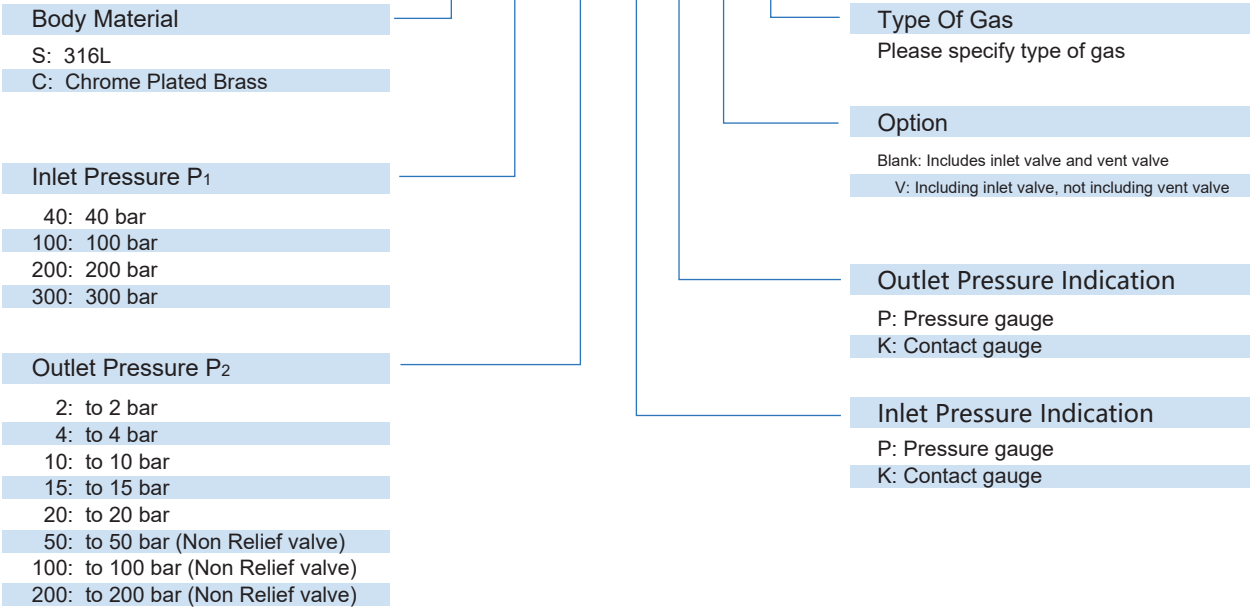 Body Material
S: 316L
C: Chrome Plated Brass
Inlet Pressure P1
40: 40 bar
100: 100 bar
200: 200 bar
300: 300 bar
Outlet Pressure P2
2: to 2 bar
4: to 4 bar
10: to 10 bar
15: to 15 bar
20: to 20 bar
50: to 50 bar (Non Relief valve)
100: to 100 bar (Non Relief valve)
200: to 200 bar (Non Relief valve)
Type Of Gas
Please specify type of gas
Option
Blank: Includes inlet valve and vent valve
V: Including inlet valve, not including vent valve
Outlet Pressure Indication
P: Pressure gauge
K: Contact gauge
Inlet Pressure Indication
P: Pressure gauge
K: Contact gauge